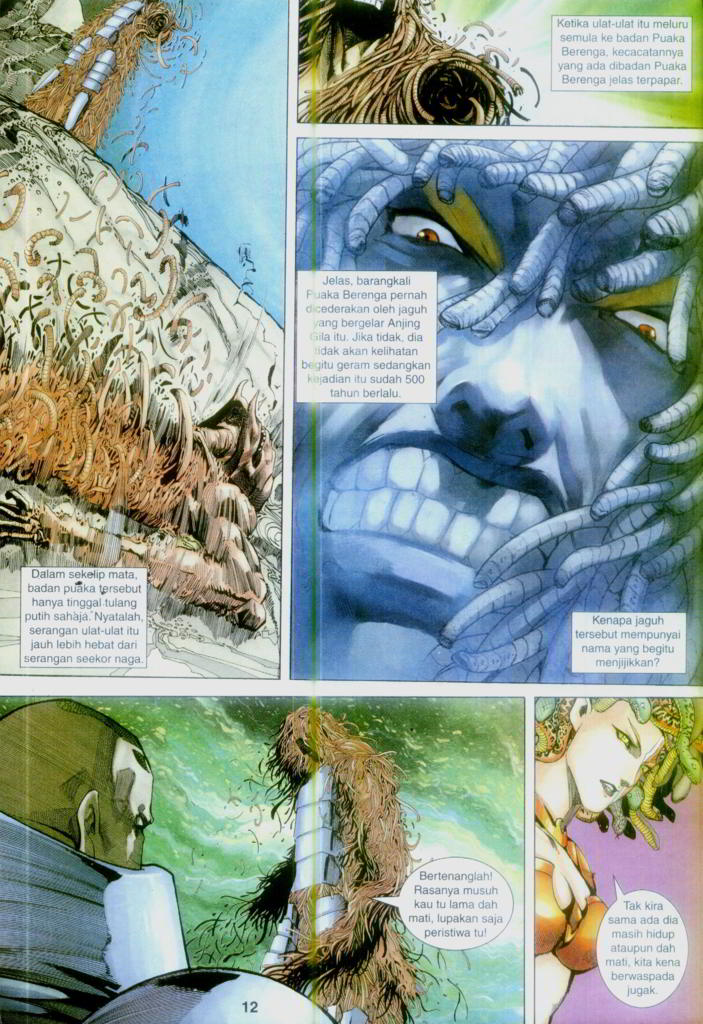 Ketika ulat-ulat itu meluru
semula ke badan Puaka
Berenga, kecacatannya
yang ada dibadan Puaka
Berenga jelas terpapar.
Jelas, barangkali
Puaka Berenga pernah
dicederakan oleh jaguh
yang bergelar Anjing
Gila itu. Jika tidak, dia
tidak akan kelihatan
begitu geram sedangkan
kejadian itu sudah 500
tahun berlalu.
Dalam sekelip mata,
badan puaka tersebut
hanya tinggal tulang
putih sahaja. Nyatalah,
serangan ulat-ulat itu
jauh lebih hebat dari
serangan seekor naga.
Kenapa jaguh
tersebut mempunyai
nama yang begitu
menjijikkan?
Bertenanglah!
Rasanya musuh
kau tu lama dah
mati, lupakan saja
peristiwa tu!
Tak kira
sama ada dia
masih hidup
ataupun dah
mati, kita kena
berwaspada
jugak.
12